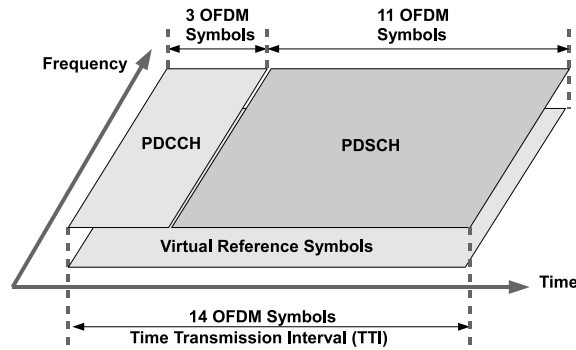 3 OFDM
Symbols
11 OFDM
Symbols
Frequency
PDCCH
PDSCH
Virtual Reference Symbols
Time
14 OFDM Symbols
Time Transmission Interval (TTI)